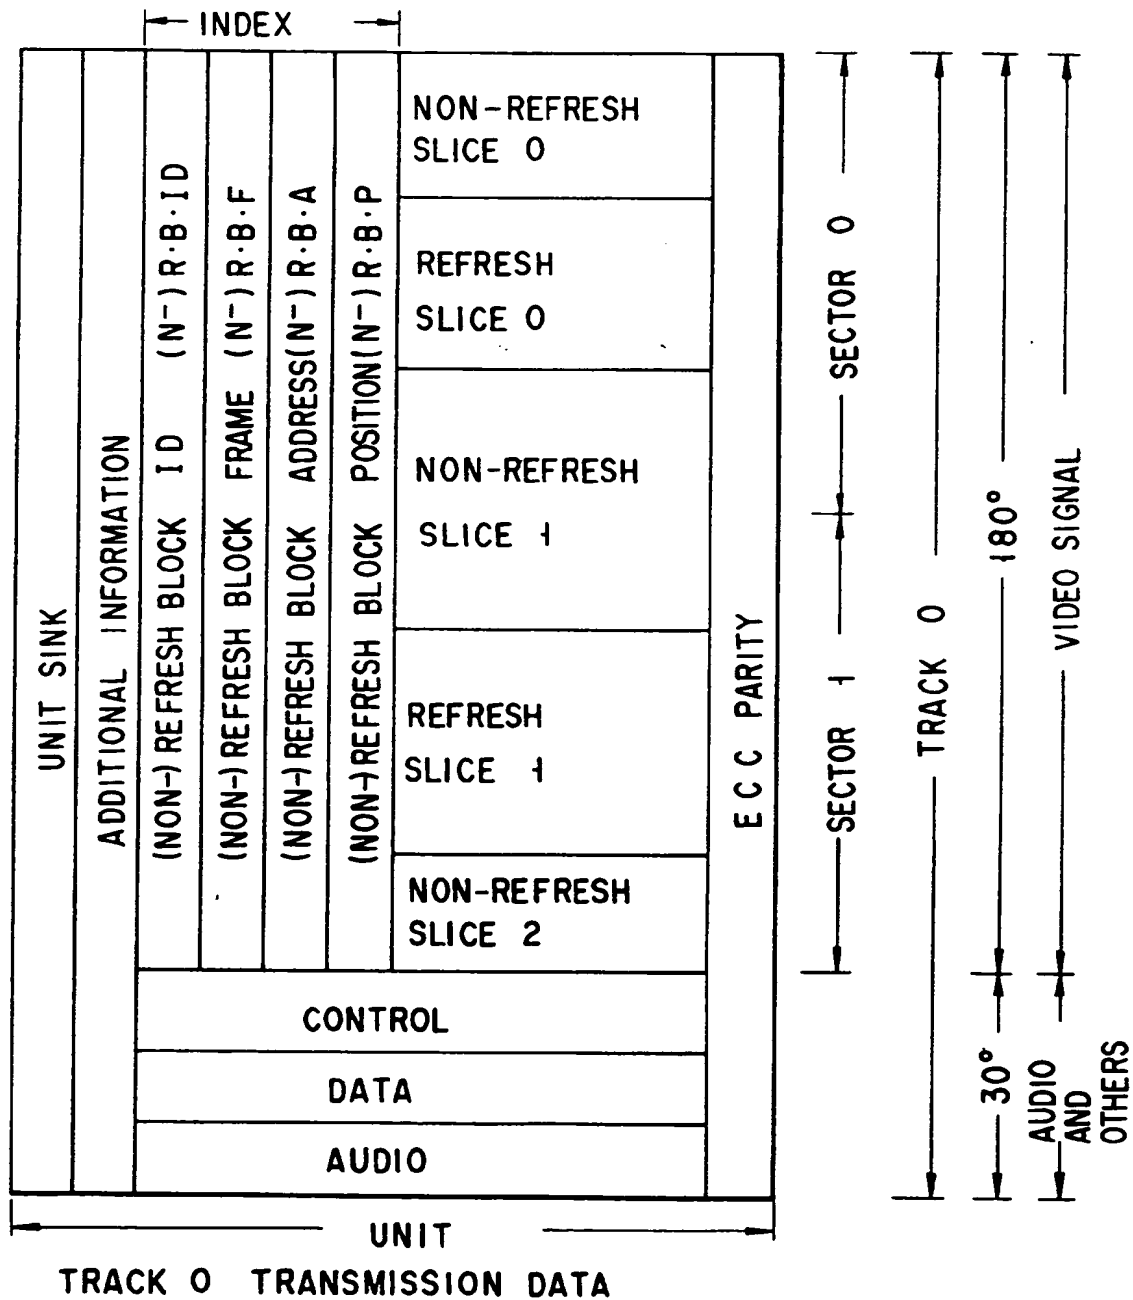 INDEX
UNIT SINK
ADDITIONAL INFORMATION
(NON-)REFRESH BLOCK ID (N-)R·B·ID
(NON-)REFRESH BLOCK FRAME (N-)R·B·F
(NON-)REFRESH BLOCK ADDRESS(N-)R·B·A
(NON-)REFRESH BLOCK POSITION(N-)R·B·P
NON-REFRESH
SLICE 0
REFRESH
SLICE 0
NON-REFRESH
SLICE 1
REFRESH
SLICE 1
NON-REFRESH
SLICE 2
ECC PARITY
CONTROL
DATA
AUDIO
SECTOR 0
SECTOR 1
TRACK 0
180°
30°
VIDEO SIGNAL
AUDIO
AND
OTHERS
UNIT
TRACK 0 TRANSMISSION DATA